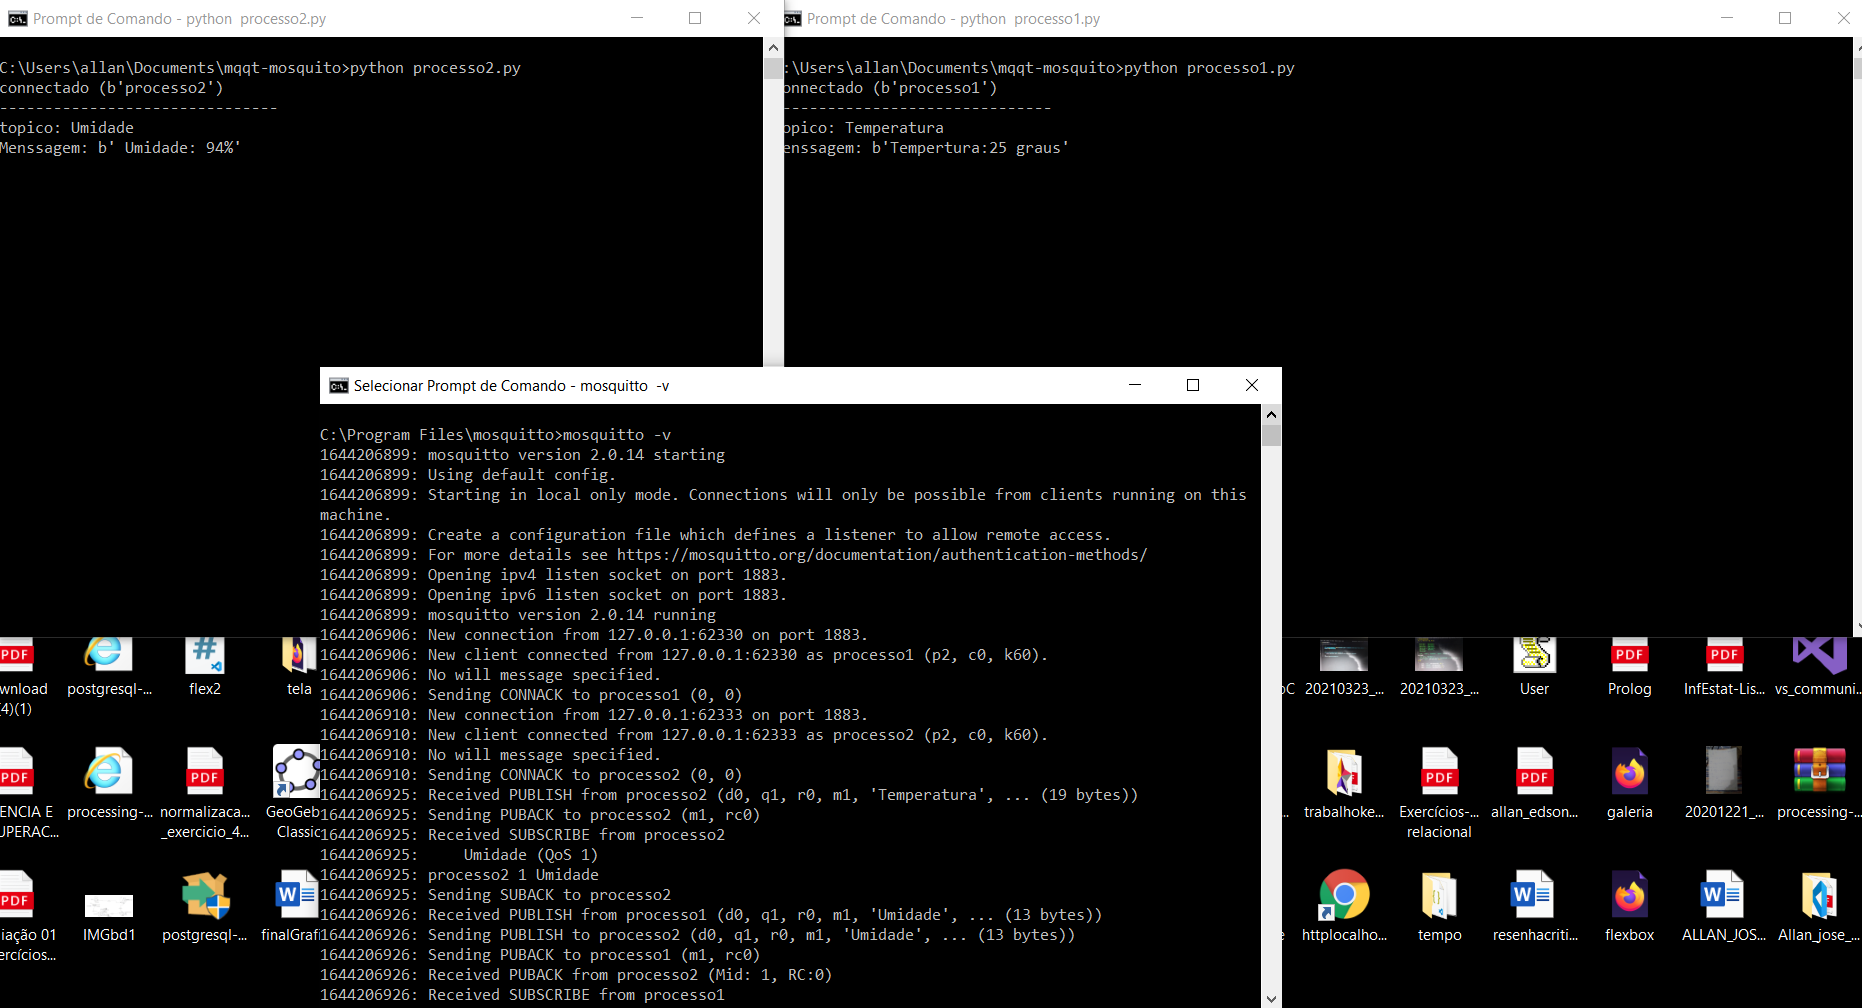 Prompt de Comando - python  processo2.py
C:\Users\allan\Documents\mqqt-mosquito>python processo2.py
connectado (b'processo2')
-------------------------------
topico: Umidade
Menssagem: b' Umidade: 94%'
Prompt de Comando - python  processo1.py
:\Users\allan\Documents\mqqt-mosquito>python processo1.py
onnectado (b'processo1')
------------------------------
opico: Temperatura
enssagem: b'Tempertura:25 graus'
Selecionar Prompt de Comando - mosquitto  -v
C:\Program Files\mosquitto>mosquitto -v
1644206899: mosquitto version 2.0.14 starting
1644206899: Using default config.
1644206899: Starting in local only mode. Connections will only be possible from clients running on this
machine.
1644206899: Create a configuration file which defines a listener to allow remote access.
1644206899: For more details see https://mosquitto.org/documentation/authentication-methods/
1644206899: Opening ipv4 listen socket on port 1883.
1644206899: Opening ipv6 listen socket on port 1883.
1644206899: mosquitto version 2.0.14 running
1644206906: New connection from 127.0.0.1:62330 on port 1883.
1644206906: New client connected from 127.0.0.1:62330 as processo1 (p2, c0, k60).
1644206906: No will message specified.
1644206906: Sending CONNACK to processo1 (0, 0)
1644206910: New connection from 127.0.0.1:62333 on port 1883.
1644206910: New client connected from 127.0.0.1:62333 as processo2 (p2, c0, k60).
1644206910: No will message specified.
1644206910: Sending CONNACK to processo2 (0, 0)
1644206925: Received PUBLISH from processo2 (d0, q1, r0, m1, 'Temperatura', ... (19 bytes))
1644206925: Sending PUBACK to processo2 (m1, rc0)
1644206925: Received SUBSCRIBE from processo2
1644206925:     Umidade (QoS 1)
1644206925: processo2 1 Umidade
1644206925: Sending SUBACK to processo2
1644206926: Received PUBLISH from processo1 (d0, q1, r0, m1, 'Umidade', ... (13 bytes))
1644206926: Sending PUBLISH to processo2 (d0, q1, r0, m1, 'Umidade', ... (13 bytes))
1644206926: Sending PUBACK to processo1 (m1, rc0)
1644206926: Received PUBACK from processo2 (Mid: 1, RC:0)
1644206926: Received SUBSCRIBE from processo1
PDF
wnload
(4)(1)
postgresql-...
flex2
tela
PDF
ENCIA E
UPERAC...
processing-...
PDF
normalizaca...
_exercicio_4...
GeoGeb
Classic
PDF
iação 01
ercícios...
IMGbd1
postgresql-...
finalGrafi
oC
20210323_...
20210323_...
User
PDF
Prolog
PDF
InfEstat-Lis...
vs_communi...
trabalhoke...
PDF
Exercícios-...
relacional
PDF
allan_edson...
galeria
20201221_...
processing-...
httplocalho...
tempo
resenhacriti...
flexbox
ALLAN_JOS...
Allan_jose_...